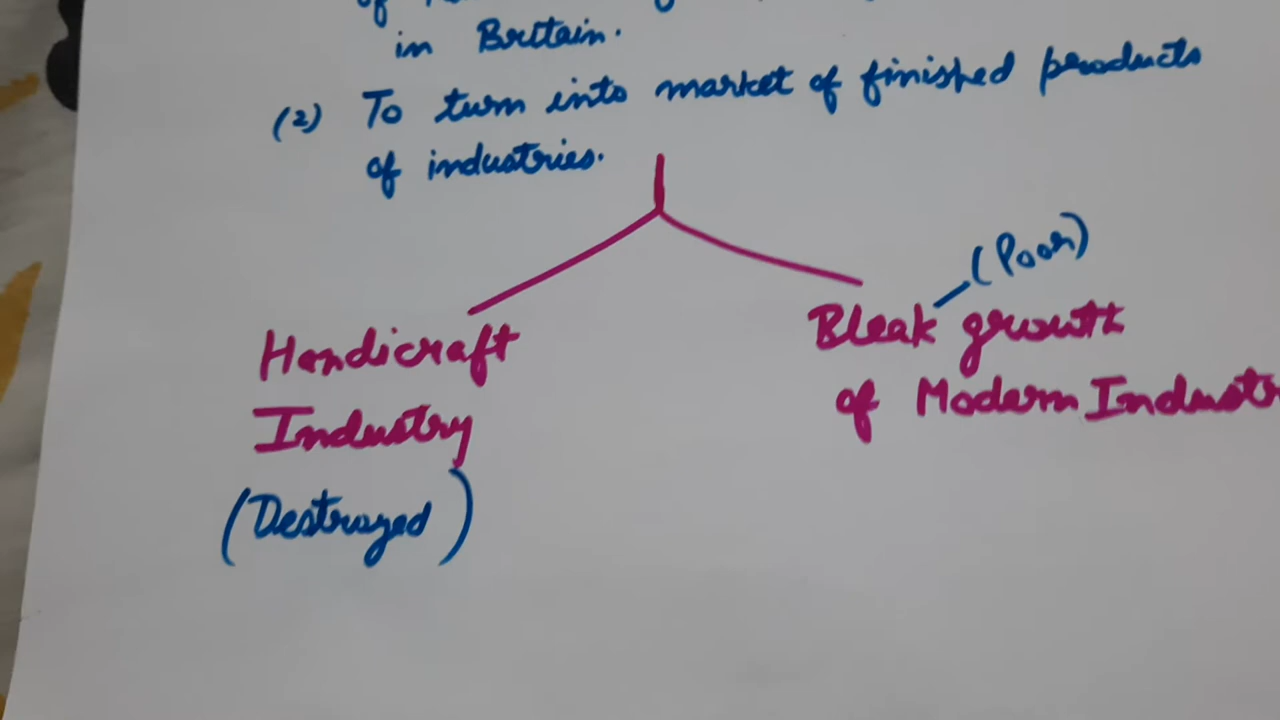 of
in Britain.
(2) To turn into market of finished products
of industries.
(Poor)
Handicraft
Industry
(Destroyed)
Bleak growth
of Modern Industr